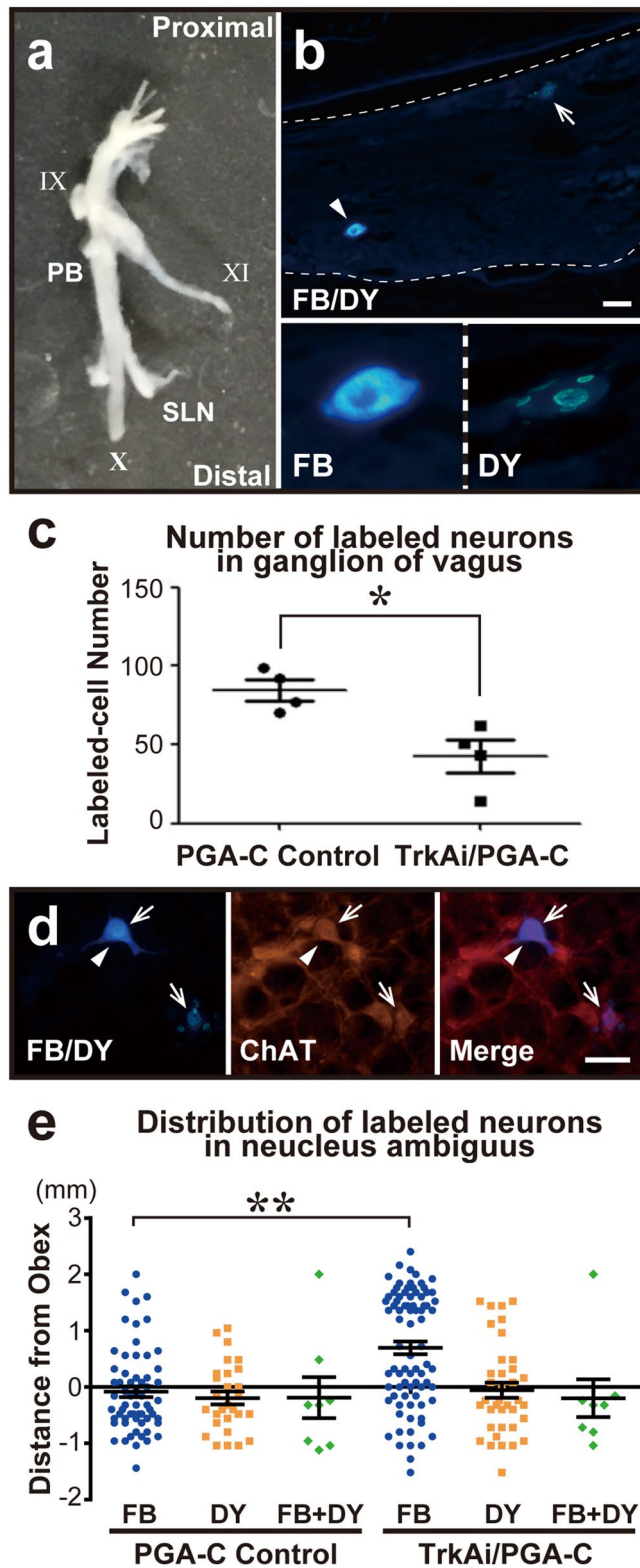 a
Proximal
IX
PB
XI
SLN
X
Distal
b
FB/DY
FB
DY
c
Number of labeled neurons
in ganglion of vagus
Labeled-cell Number
150
100
50
0
*
PGA-C Control
TrkAi/PGA-C
d
FB/DY
ChAT
Merge
e
Distribution of labeled neurons
in neucleus ambiguus
(mm)
Distance from Obex
3
2
1
0
-1
-2
**
FB DY FB+DY FB DY FB+DY
PGA-C Control
TrkAi/PGA-C